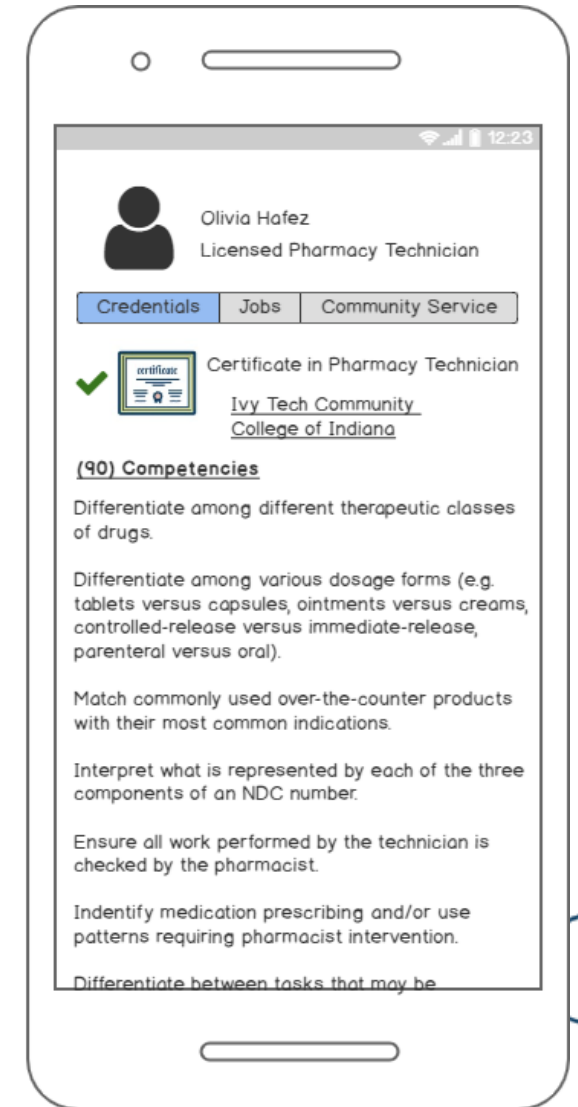 12:23
Olivia Hafez
Licensed Pharmacy Technician
Credentials Jobs Community Service
certificate
Certificate in Pharmacy Technician
Ivy Tech Community
College of Indiana
(90) Competencies
Differentiate among different therapeutic classes
of drugs.
Differentiate among various dosage forms (e.g.
tablets versus capsules, ointments versus creams,
controlled-release versus immediate-release,
parenteral versus oral).
Match commonly used over-the-counter products
with their most common indications.
Interpret what is represented by each of the three
components of an NDC number.
Ensure all work performed by the technician is
checked by the pharmacist.
Indentify medication prescribing and/or use
patterns requiring pharmacist intervention.
Differentiate between tasks that may be